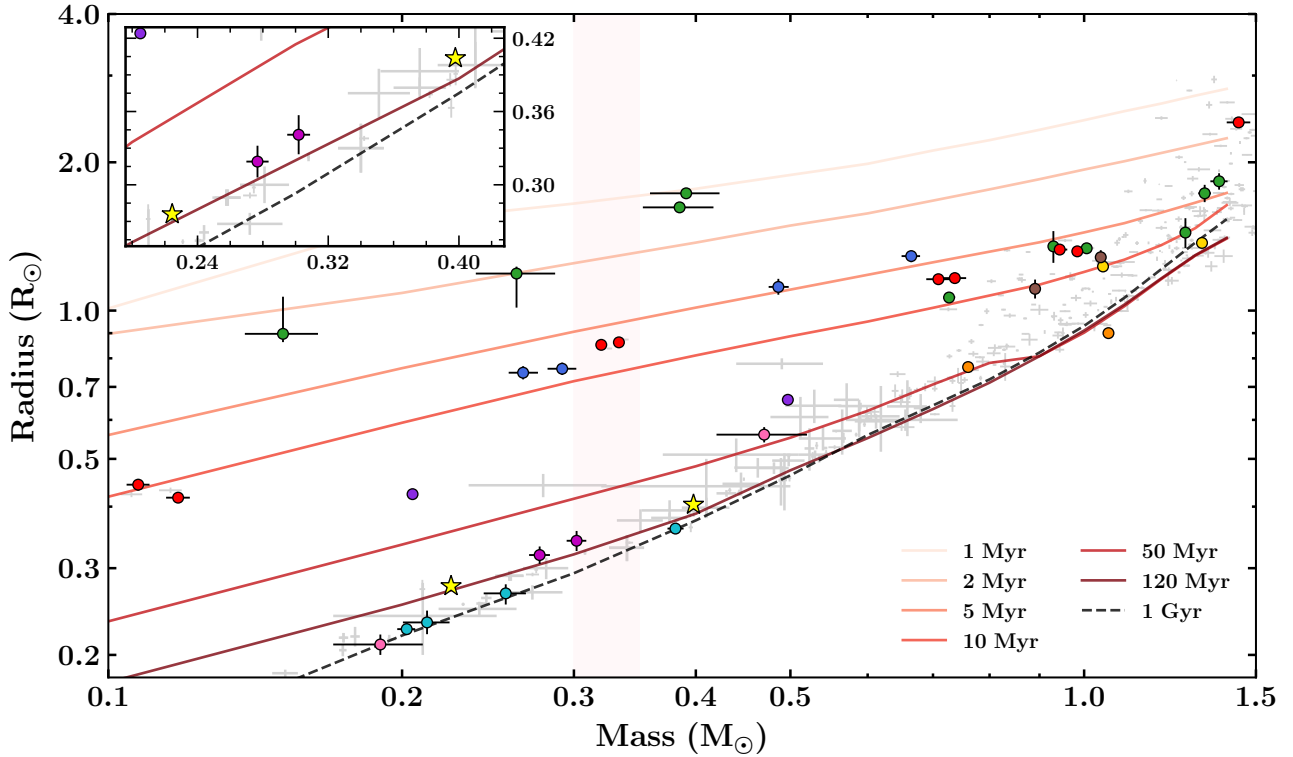 4.0
2.0
1.0
0.7
0.5
0.3
0.2
Radius (R⊙)
0.42
0.36
0.30
0.24 0.32 0.40
1 Myr
2 Myr
5 Myr
10 Myr
50 Myr
120 Myr
1 Gyr
0.1 0.2 0.3 0.4 0.5 1.0 1.5
Mass (M⊙)